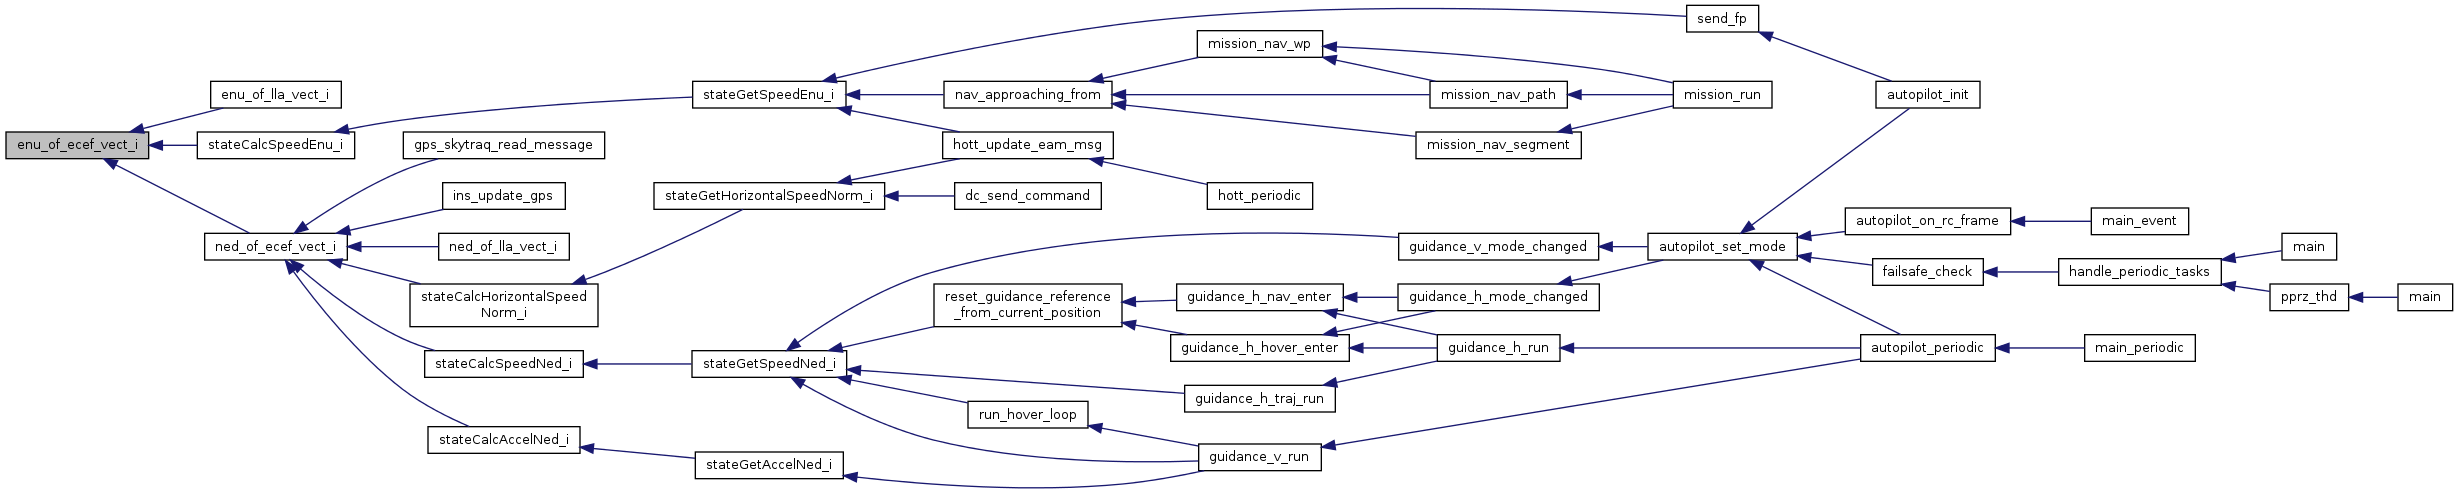 enu_of_ecef_vect_i
enu_of_lla_vect_i
stateCalcSpeedEnu_i
ned_of_ecef_vect_i
gps_skytraq_read_message
ins_update_gps
ned_of_lla_vect_i
stateCalcHorizontalSpeed
Norm_i
stateCalcSpeedNed_i
stateCalcAccelNed_i
stateGetSpeedEnu_i
stateGetHorizontalSpeedNorm_i
stateGetSpeedNed_i
stateGetAccelNed_i
nav_approaching_from
hott_update_eam_msg
dc_send_command
reset_guidance_reference
_from_current_position
run_hover_loop
mission_nav_wp
hott_periodic
guidance_h_nav_enter
guidance_h_hover_enter
guidance_h_traj_run
guidance_v_run
mission_nav_path
mission_nav_segment
guidance_v_mode_changed
guidance_h_mode_changed
guidance_h_run
send_fp
mission_run
autopilot_set_mode
autopilot_init
autopilot_on_rc_frame
failsafe_check
autopilot_periodic
main_event
handle_periodic_tasks
main_periodic
main
pprz_thd
main